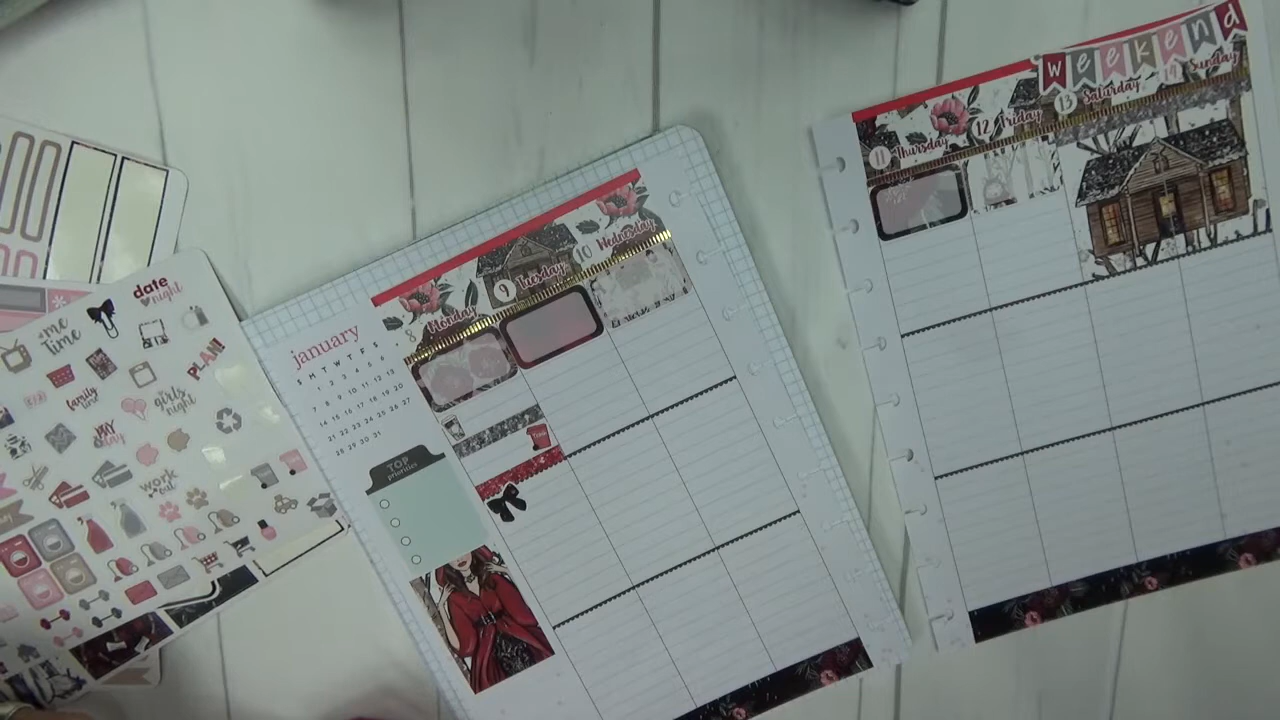 date
night
me
time
PLAN!
family
time
girls
night
work
out
january
S M T W T F S
1 2 3 4 5 6
7 8 9 10 11 12 13
14 15 16 17 18 19 20
21 22 23 24 25 26 27
28 29 30 31
TOP
priorities
8 Monday
9 Tuesday
10 Wednesday
weekend
11 Thursday
12 Friday
13 Saturday
14 Sunday